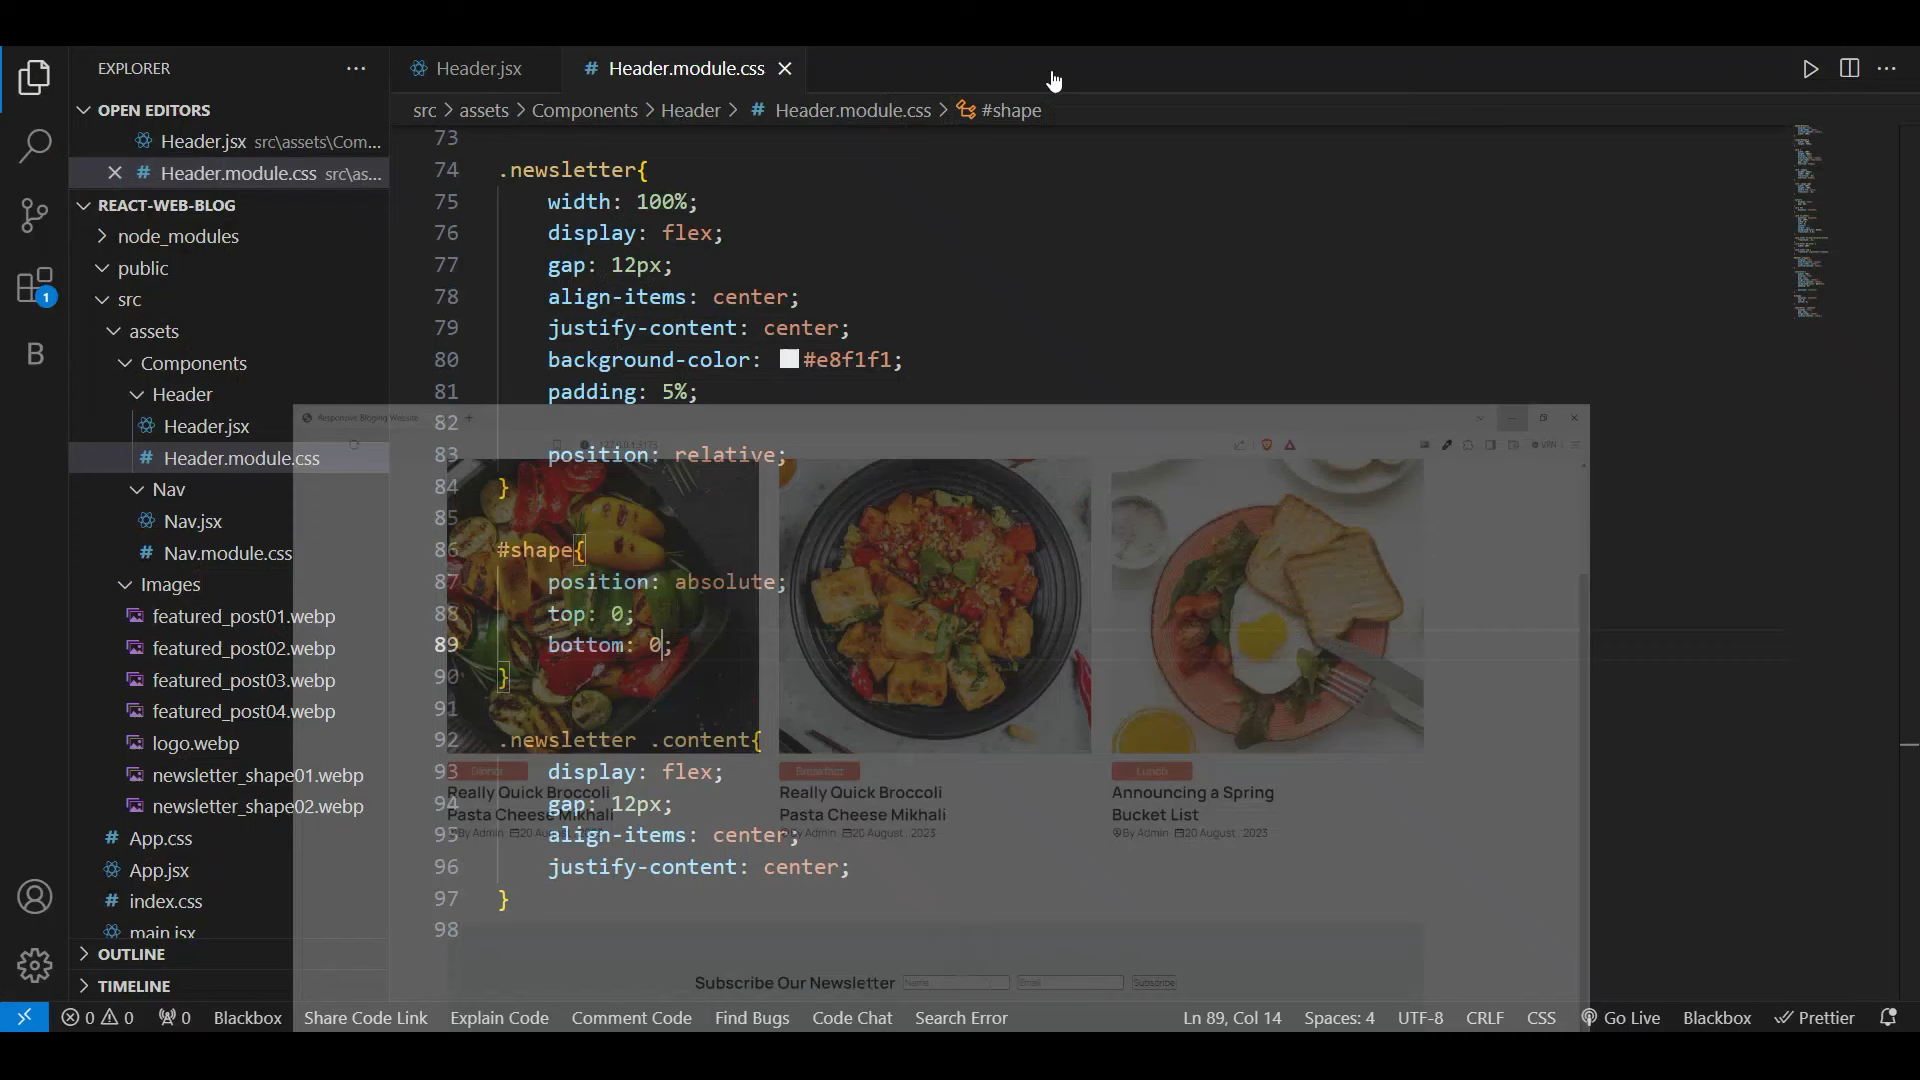 EXPLORER
OPEN EDITORS
Header.jsx src\assets\Com...
Header.module.css src\as...
REACT-WEB-BLOG
node_modules
public
src
assets
Components
Header
Header.jsx
Header.module.css
Nav
Nav.jsx
Nav.module.css
Images
featured_post01.webp
featured_post02.webp
featured_post03.webp
featured_post04.webp
logo.webp
newsletter_shape01.webp
newsletter_shape02.webp
App.css
App.jsx
index.css
main.jsx
OUTLINE
TIMELINE
B
1
Header.jsx
Header.module.css
src > assets > Components > Header > # Header.module.css > #shape
73
74 .newsletter{
75 width: 100%;
76 display: flex;
77 gap: 12px;
78 align-items: center;
79 justify-content: center;
80 background-color: #e8f1f1;
81 padding: 5%;
82
83 position: relative;
84 }
85
86 #shape{
87 position: absolute;
88 top: 0;
89 bottom: 0;
90 }
91
92 .newsletter .content{
93 display: flex;
94 gap: 12px;
95 align-items: center;
96 justify-content: center;
97 }
98
Responsive Bloging Website
127.0.0.1:5173
VPN
Dinner
Really Quick Broccoli
Pasta Cheese Mikhali
By Admin 20 August , 2023
Breakfast
Really Quick Broccoli
Pasta Cheese Mikhali
By Admin 20 August , 2023
Lunch
Announcing a Spring
Bucket List
By Admin 20 August , 2023
Subscribe Our Newsletter Name Email Subscribe
0 0 0 Blackbox Share Code Link Explain Code Comment Code Find Bugs Code Chat Search Error Ln 89, Col 14 Spaces: 4 UTF-8 CRLF CSS Go Live Blackbox Prettier